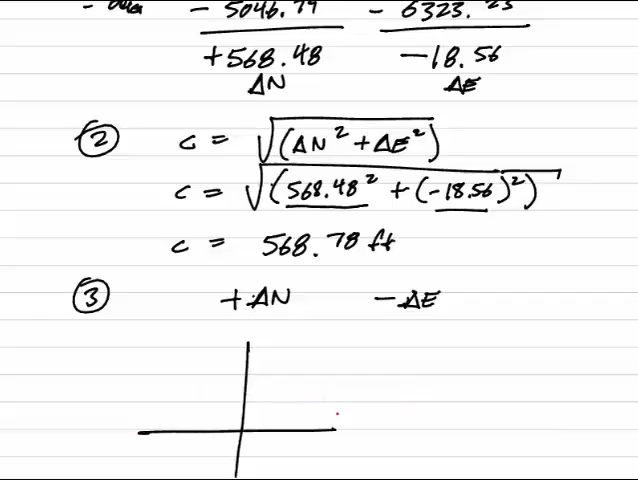 - 5046.79 - 6323.23
+568.48 -18.56
ΔN ΔE
② c = √(ΔN² + ΔE²)
c = √(568.48² + (-18.56)²)
c = 568.78 ft
③ +ΔN -ΔE